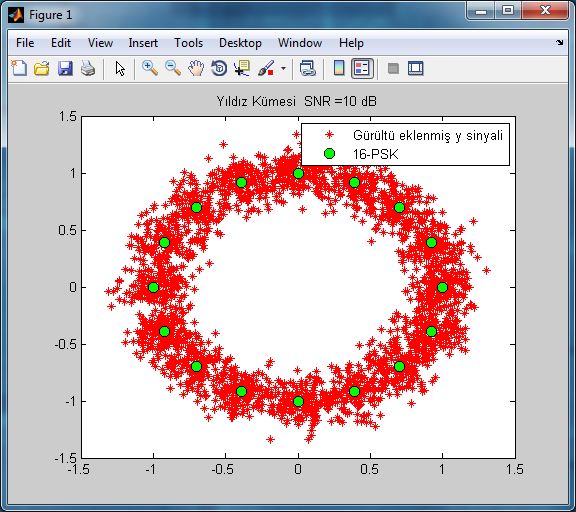 Figure 1
File Edit View Insert Tools Desktop Window Help
Yıldız Kümesi SNR =10 dB
Gürültü eklenmiş y sinyali
16-PSK
1.5
1
0.5
0
-0.5
-1
-1.5
-1.5 -1 -0.5 0 0.5 1 1.5